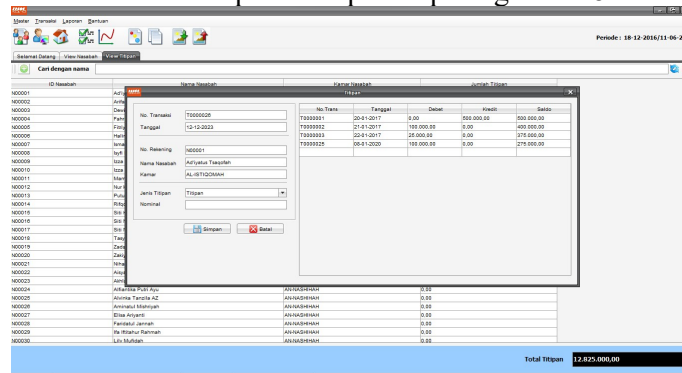 Master Transaksi Laporan Bantuan
Periode : 18-12-2016/11-06-2
Selamat Datang View Nasabah View Titipan
Cari dengan nama
ID Nasabah Nama Nasabah Kamar Nasabah Jumlah Titipan
Titipan
No. Transaksi T0000026
Tanggal 12-12-2023
No. Rekening N00001
Nama Nasabah Ad'iyatus Tsaqofah
Kamar AL-ISTIQOMAH
Jenis Titipan Titipan
Nominal
Simpan Batal
No.Trans Tanggal Debet Kredit Saldo
T0000001 20-01-2017 0,00 500.000,00 500.000,00
T0000002 21-01-2017 100.000,00 0,00 400.000,00
T0000003 22-01-2017 25.000,00 0,00 375.000,00
T0000025 08-01-2020 100.000,00 0,00 275.000,00
N00001
N00002
N00003
N00004
N00005
N00006
N00007
N00008
N00009
N00010
N00011
N00012
N00013
N00014
N00015
N00016
N00017
N00018
N00019
N00020
N00021
N00022
N00023
N00024 Alfiantika Putri Ayu AN-NASHIHAH 0,00
N00025 Alvinka Tanzila AZ AN-NASHIHAH 0,00
N00026 Aminatul Mishriyah AN-NASHIHAH 0,00
N00027 Elisa Ariyanti AN-NASHIHAH 0,00
N00028 Faridatul Jannah AN-NASHIHAH 0,00
N00029 Ifa Iftitahur Rahmah AN-NASHIHAH 0,00
N00030 Lily Mufidah AN-NASHIHAH 0,00
Total Titipan 12.825.000,00